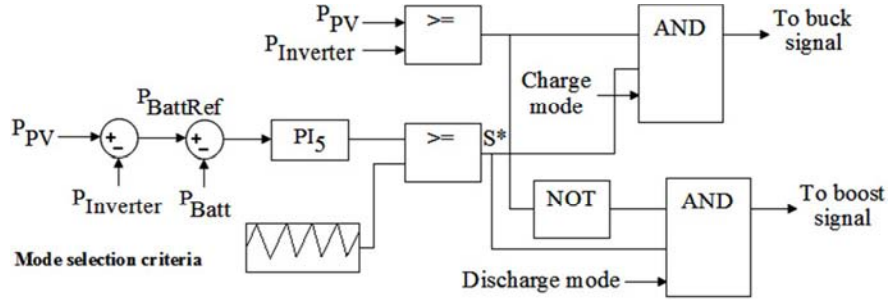 P_PV
P_Inverter
>=
AND
To buck
signal
Charge
mode
P_PV
+
-
P_BattRef
+
-
PI_5
>=
S*
P_Inverter
P_Batt
NOT
AND
To boost
signal
Mode selection criteria
Discharge mode